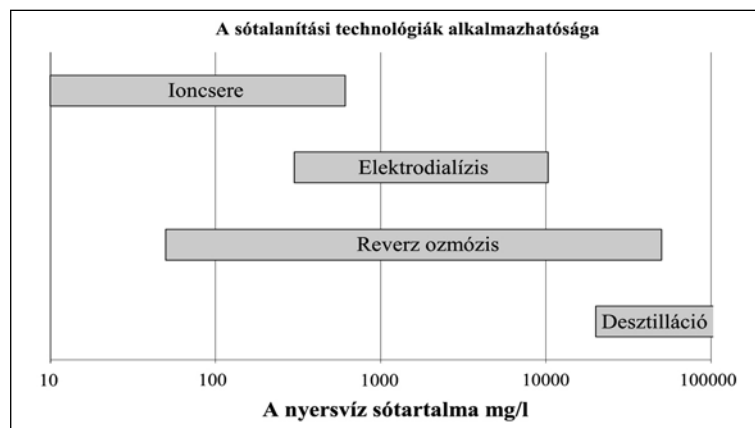 A sótalanítási technológiák alkalmazhatósága
Ioncsere
Elektrodialízis
Reverz ozmózis
Desztilláció
10 100 1000 10000 100000
A nyersvíz sótartalma mg/l